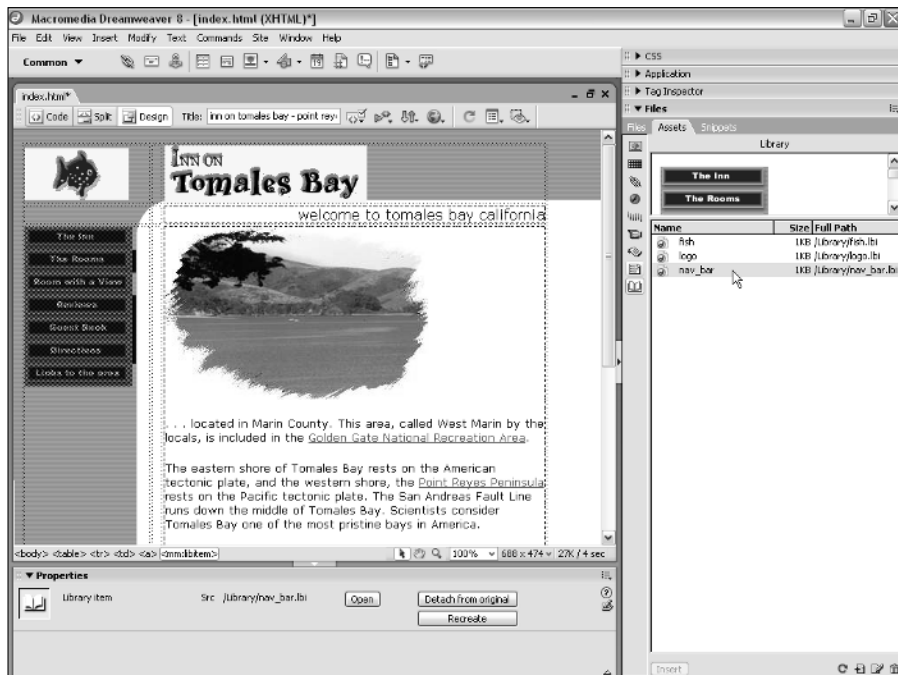 Macromedia Dreamweaver 8 - [index.html (XHTML)*]
File Edit View Insert Modify Text Commands Site Window Help
Common
index.html*
Code Split Design Title: inn on tomales bay - point rey
INN ON
Tomales Bay
welcome to tomales bay california
The Inn
The Rooms
Room with a View
Reviews
Guest Book
Directions
Links to the area
. . . located in Marin County. This area, called West Marin by the
locals, is included in the Golden Gate National Recreation Area.
The eastern shore of Tomales Bay rests on the American
tectonic plate, and the western shore, the Point Reyes Peninsula
rests on the Pacific tectonic plate. The San Andreas Fault Line
runs down the middle of Tomales Bay. Scientists consider
Tomales Bay one of the most pristine bays in America.
<body> <table> <tr> <td> <a> <mm:libitem> 100% 688 x 474 27K / 4 sec
Properties
Library item Src /Library/nav_bar.lbi Open Detach from original
Recreate
CSS
Application
Tag Inspector
Files
Files Assets Snippets
Library
The Inn
The Rooms
Name Size Full Path
fish 1KB /Library/fish.lbi
logo 1KB /Library/logo.lbi
nav_bar 1KB /Library/nav_bar.lbi
Insert